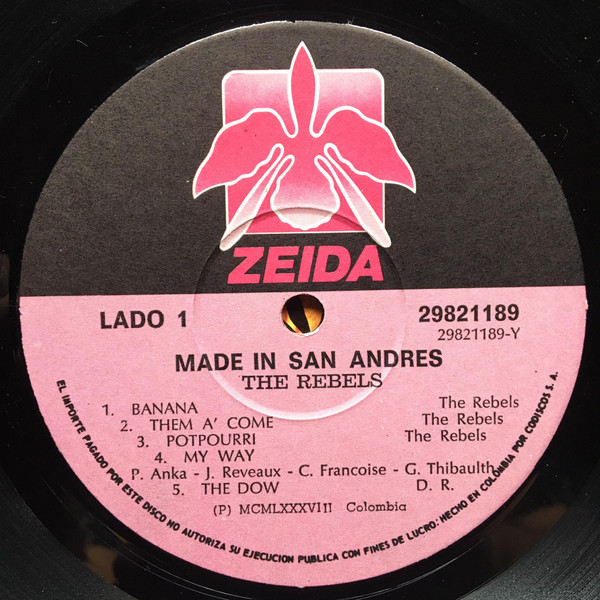 ZEIDA
LADO 1
29821189
29821189-Y
MADE IN SAN ANDRES
THE REBELS
1. BANANA The Rebels
2. THEM A' COME The Rebels
3. POTPOURRI The Rebels
4. MY WAY
P. Anka - J. Reveaux - C. Francoise - G. Thibaulth
5. THE DOW D. R.
(P) MCMLXXXVIII Colombia
EL IMPORTE PAGADO POR ESTE DISCO NO AUTORIZA SU EJECUCION PUBLICA CON FINES DE LUCRO: HECHO EN COLOMBIA POR CODISCOS S. A.